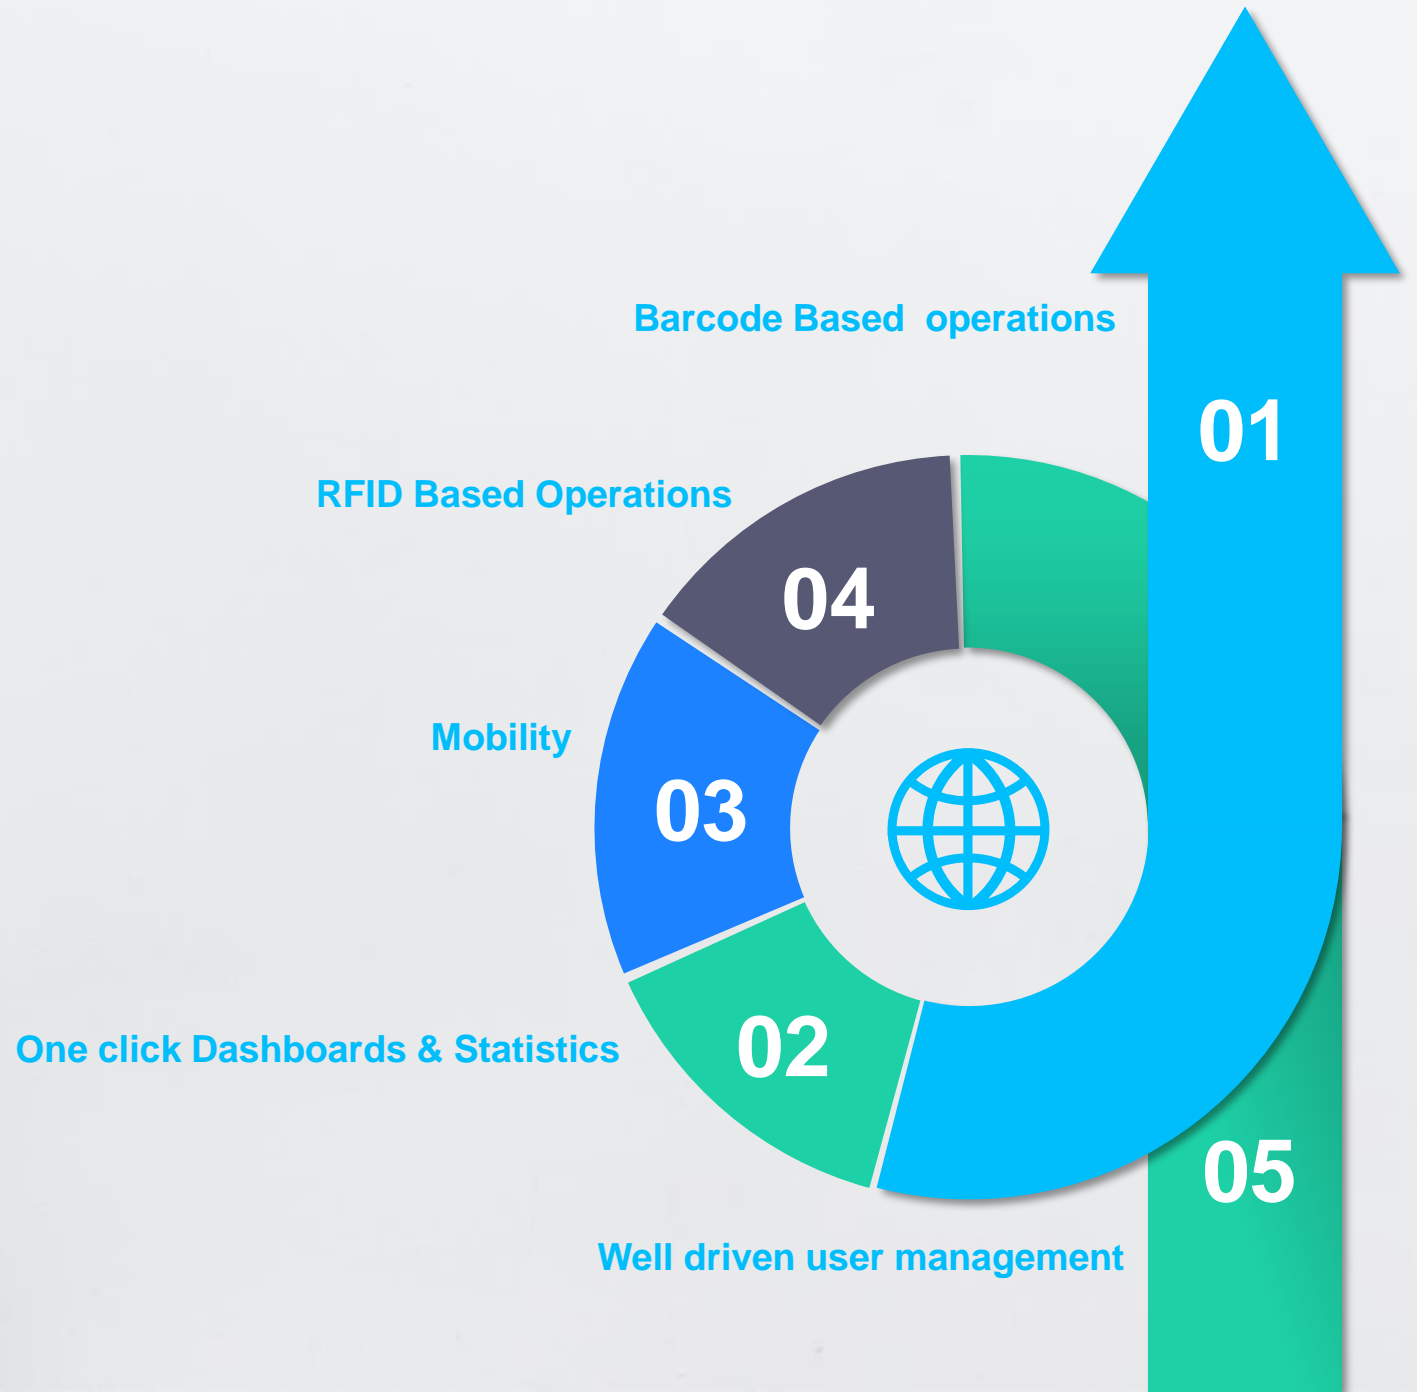 Barcode Based  operations
01
RFID Based Operations
04
Mobility
03
One click Dashboards & Statistics
02
05
Well driven user management